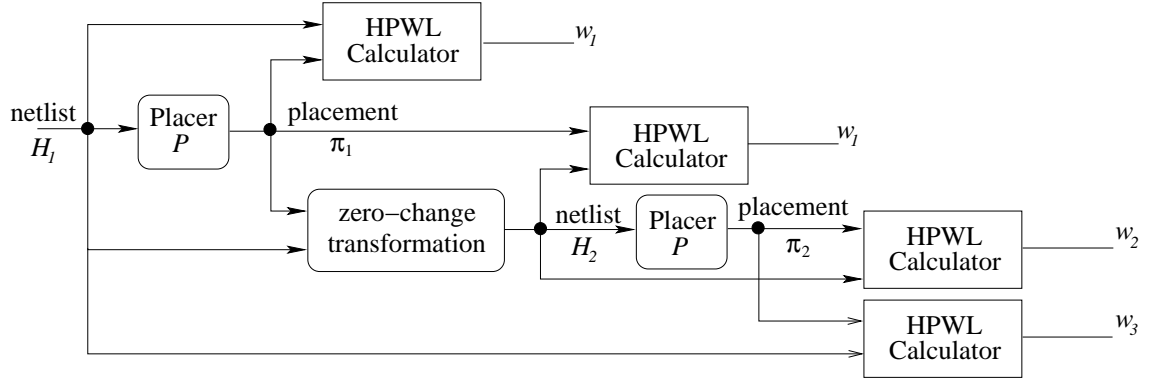 HPWL
Calculator
w₁
netlist
H₁
Placer
P
placement
π₁
HPWL
Calculator
w₁
zero−change
transformation
netlist
H₂
Placer
P
placement
π₂
HPWL
Calculator
w₂
HPWL
Calculator
w₃